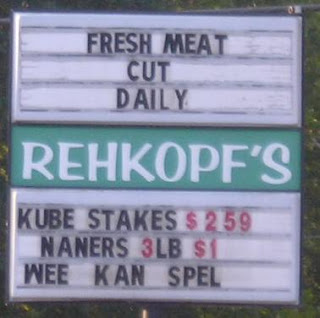 FRESH MEAT
CUT
DAILY
REHKOPF'S
KUBE STAKES $259
NANERS 3LB $1
WEE KAN SPEL